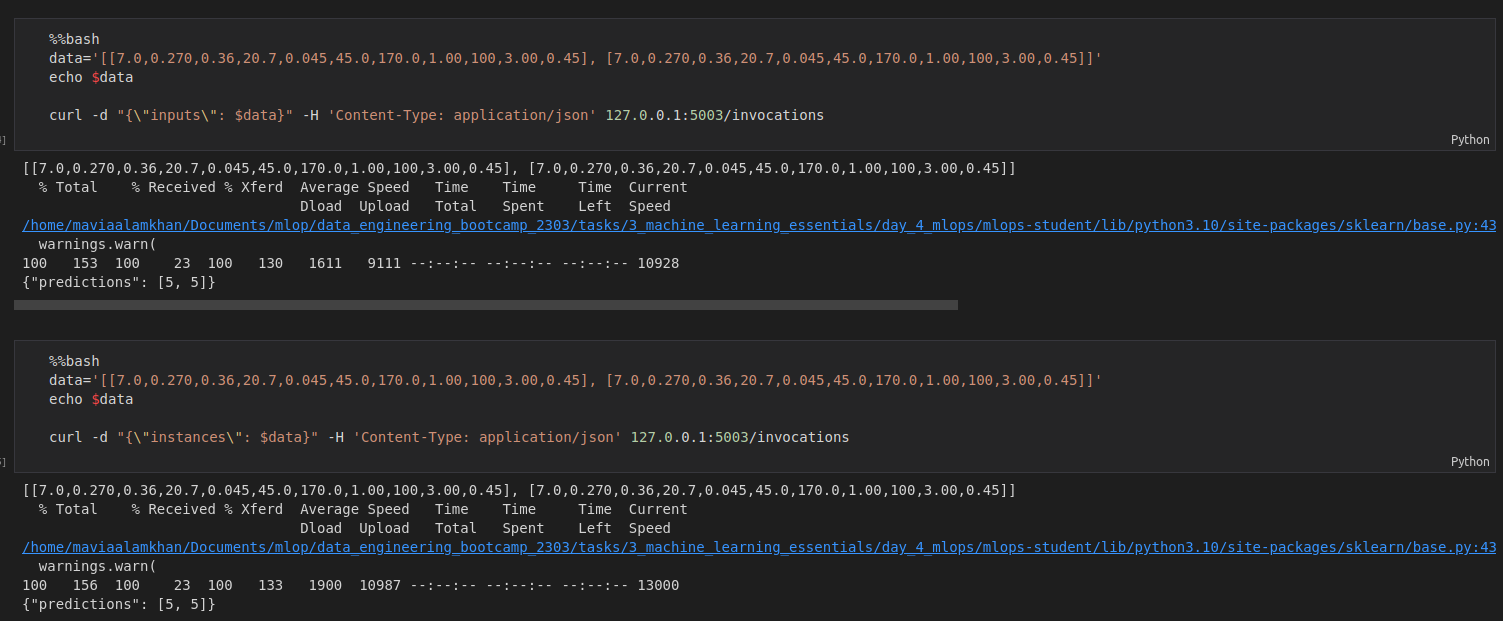 %%bash
data='[[7.0,0.270,0.36,20.7,0.045,45.0,170.0,1.00,100,3.00,0.45], [7.0,0.270,0.36,20.7,0.045,45.0,170.0,1.00,100,3.00,0.45]]'
echo $data
curl -d "{\"inputs\": $data}" -H 'Content-Type: application/json' 127.0.0.1:5003/invocations
]
Python
[[7.0,0.270,0.36,20.7,0.045,45.0,170.0,1.00,100,3.00,0.45], [7.0,0.270,0.36,20.7,0.045,45.0,170.0,1.00,100,3.00,0.45]]
% Total % Received % Xferd Average Speed Time Time Time Current
Dload Upload Total Spent Left Speed
/home/maviaalamkhan/Documents/mlop/data_engineering_bootcamp_2303/tasks/3_machine_learning_essentials/day_4_mlops/mlops-student/lib/python3.10/site-packages/sklearn/base.py:43
warnings.warn(
100 153 100 23 100 130 1611 9111 --:--:-- --:--:-- --:--:-- 10928
{"predictions": [5, 5]}
%%bash
data='[[7.0,0.270,0.36,20.7,0.045,45.0,170.0,1.00,100,3.00,0.45], [7.0,0.270,0.36,20.7,0.045,45.0,170.0,1.00,100,3.00,0.45]]'
echo $data
curl -d "{\"instances\": $data}" -H 'Content-Type: application/json' 127.0.0.1:5003/invocations
]
Python
[[7.0,0.270,0.36,20.7,0.045,45.0,170.0,1.00,100,3.00,0.45], [7.0,0.270,0.36,20.7,0.045,45.0,170.0,1.00,100,3.00,0.45]]
% Total % Received % Xferd Average Speed Time Time Time Current
Dload Upload Total Spent Left Speed
/home/maviaalamkhan/Documents/mlop/data_engineering_bootcamp_2303/tasks/3_machine_learning_essentials/day_4_mlops/mlops-student/lib/python3.10/site-packages/sklearn/base.py:43
warnings.warn(
100 156 100 23 100 133 1900 10987 --:--:-- --:--:-- --:--:-- 13000
{"predictions": [5, 5]}